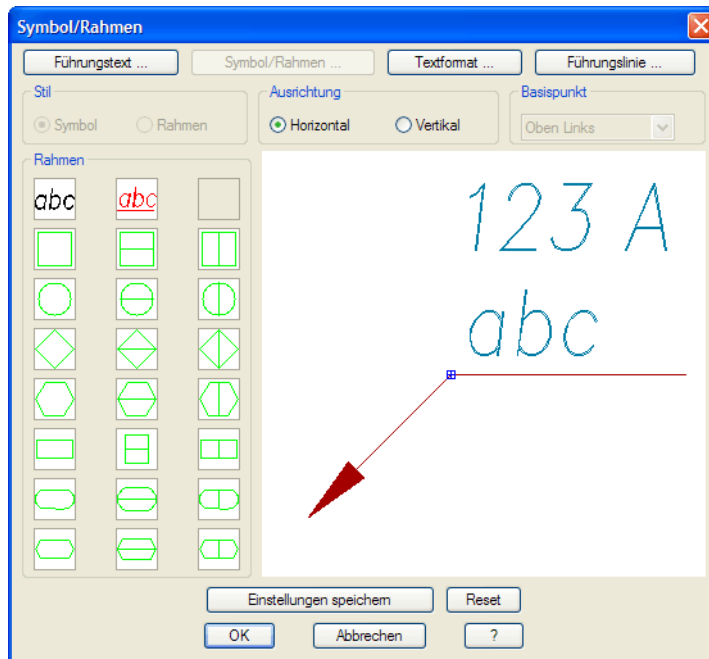 Symbol/Rahmen
Führungstext ... Symbol/Rahmen ... Textformat ... Führungslinie ...
Stil Ausrichtung Basispunkt
Symbol Rahmen Horizontal Vertikal Oben Links
Rahmen
abc abc
123 A
abc
Einstellungen speichern Reset
OK Abbrechen ?